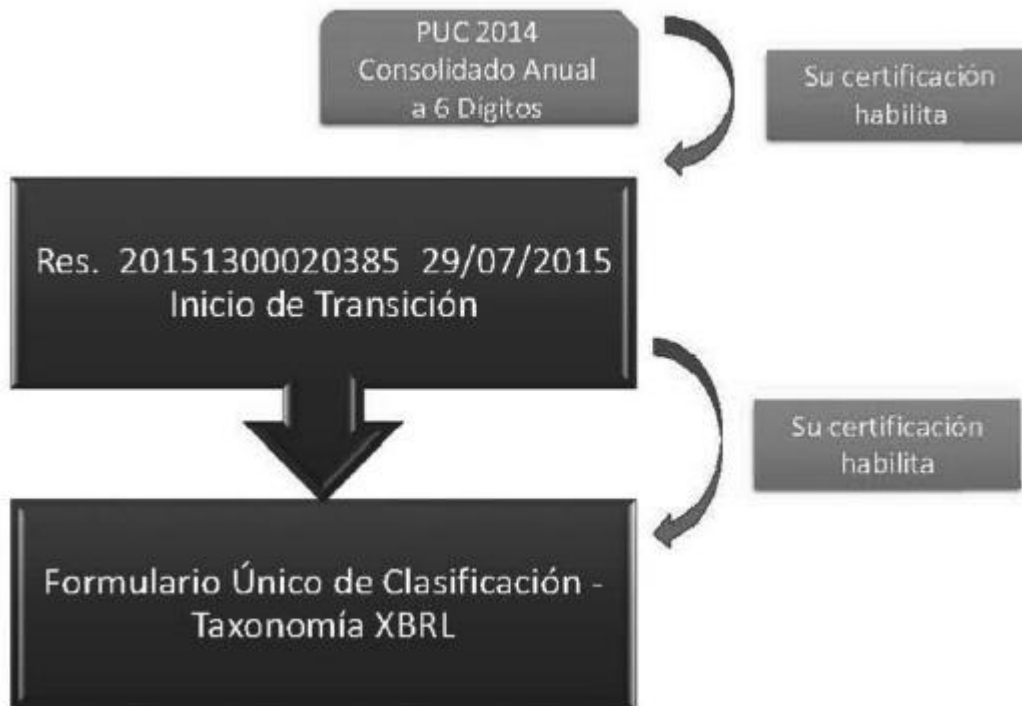 PUC 2014
Consolidado Anual
a 6 Dígitos
Su certificación
habilita
Res. 20151300020385 29/07/2015
Inicio de Transición
Su certificación
habilita
Formulario Único de Clasificación -
Taxonomía XBRL